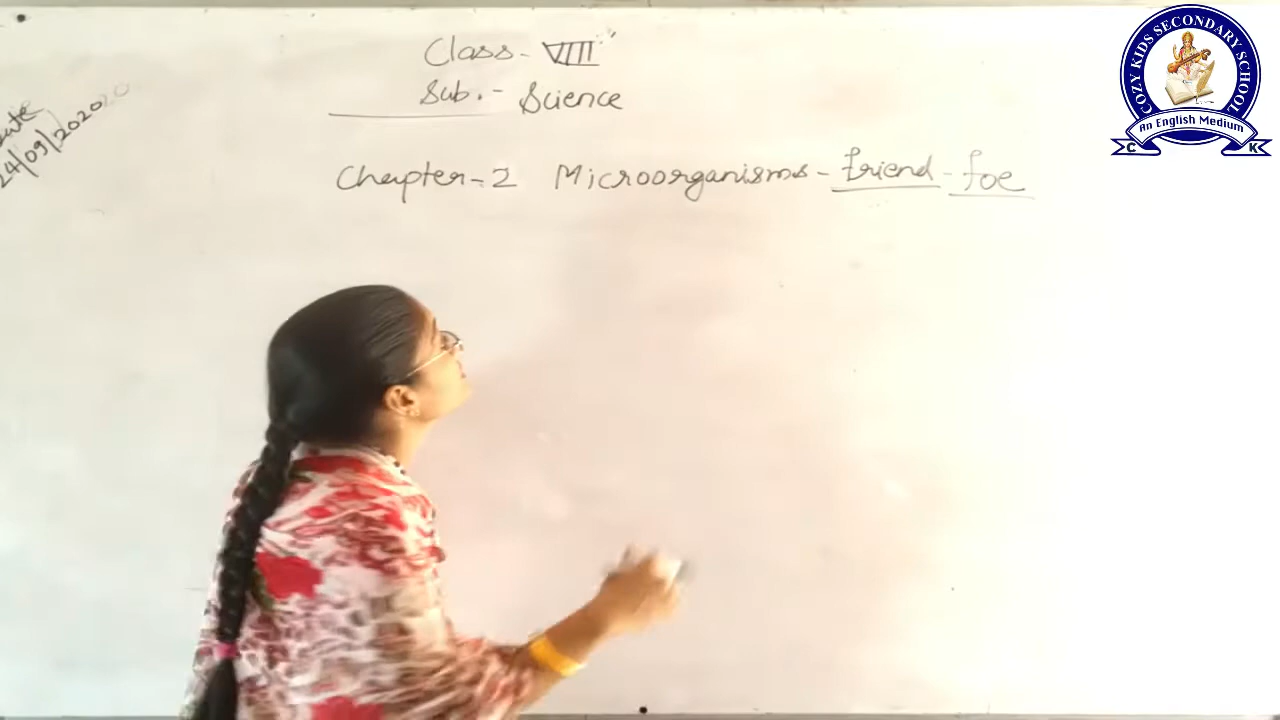 Class - VIII
Sub. - Science
Date
24/09/2020
Chapter-2 Microorganisms - friend - foe
COZY KIDS SECONDARY SCHOOL
An English Medium
C K